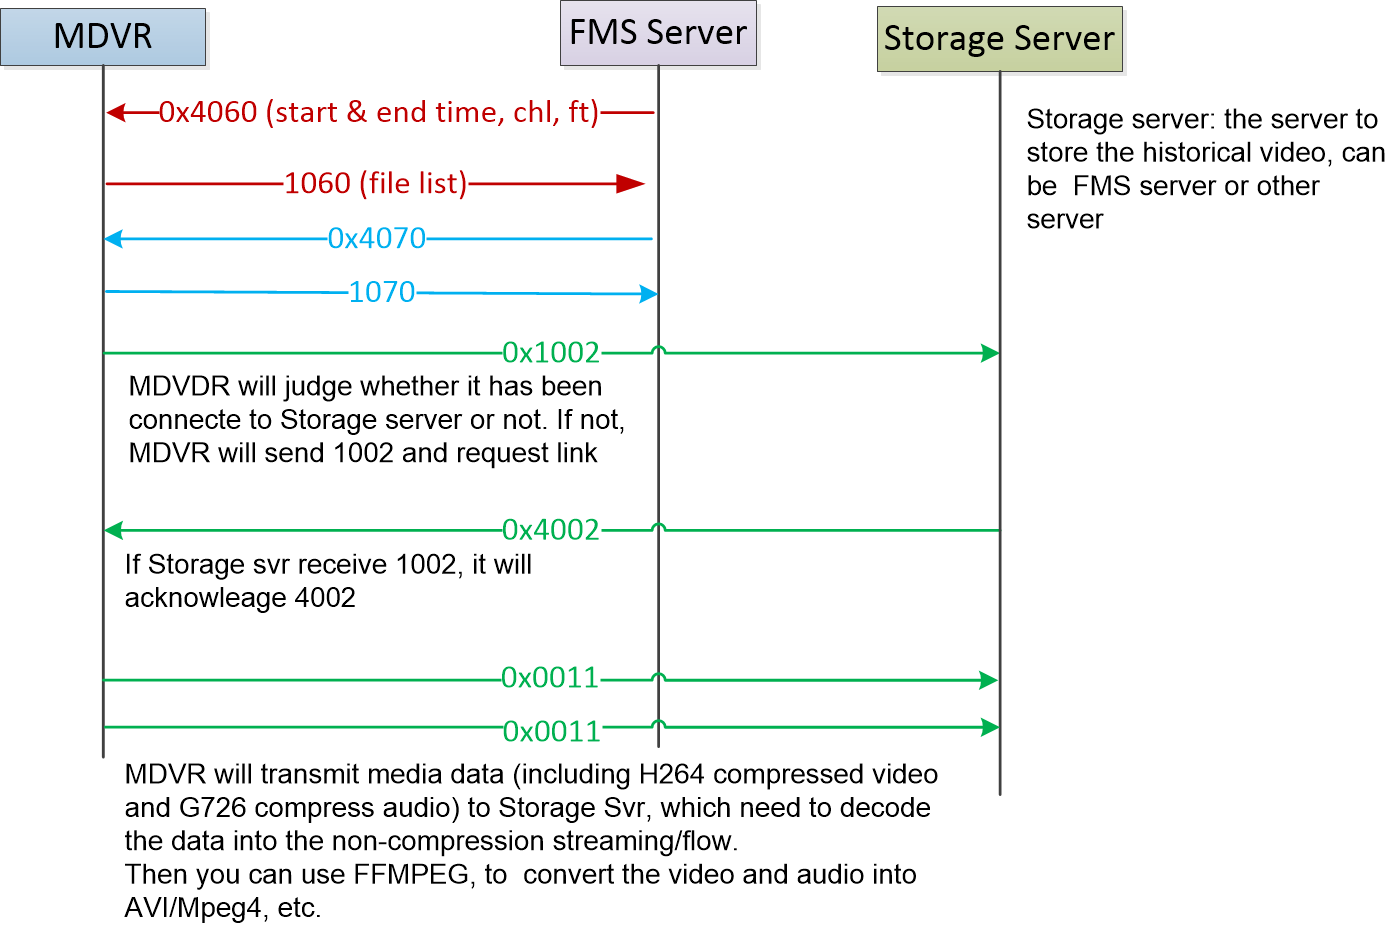 MDVR
FMS Server
Storage Server
0x4060 (start & end time, chl, ft)
Storage server: the server to
store the historical video, can
be  FMS server or other
server
1060 (file list)
0x4070
1070
0x1002
MDVDR will judge whether it has been
connecte to Storage server or not. If not,
MDVR will send 1002 and request link
0x4002
If Storage svr receive 1002, it will
acknowleage 4002
0x0011
0x0011
MDVR will transmit media data (including H264 compressed video
and G726 compress audio) to Storage Svr, which need to decode
the data into the non-compression streaming/flow.
Then you can use FFMPEG, to  convert the video and audio into
AVI/Mpeg4, etc.